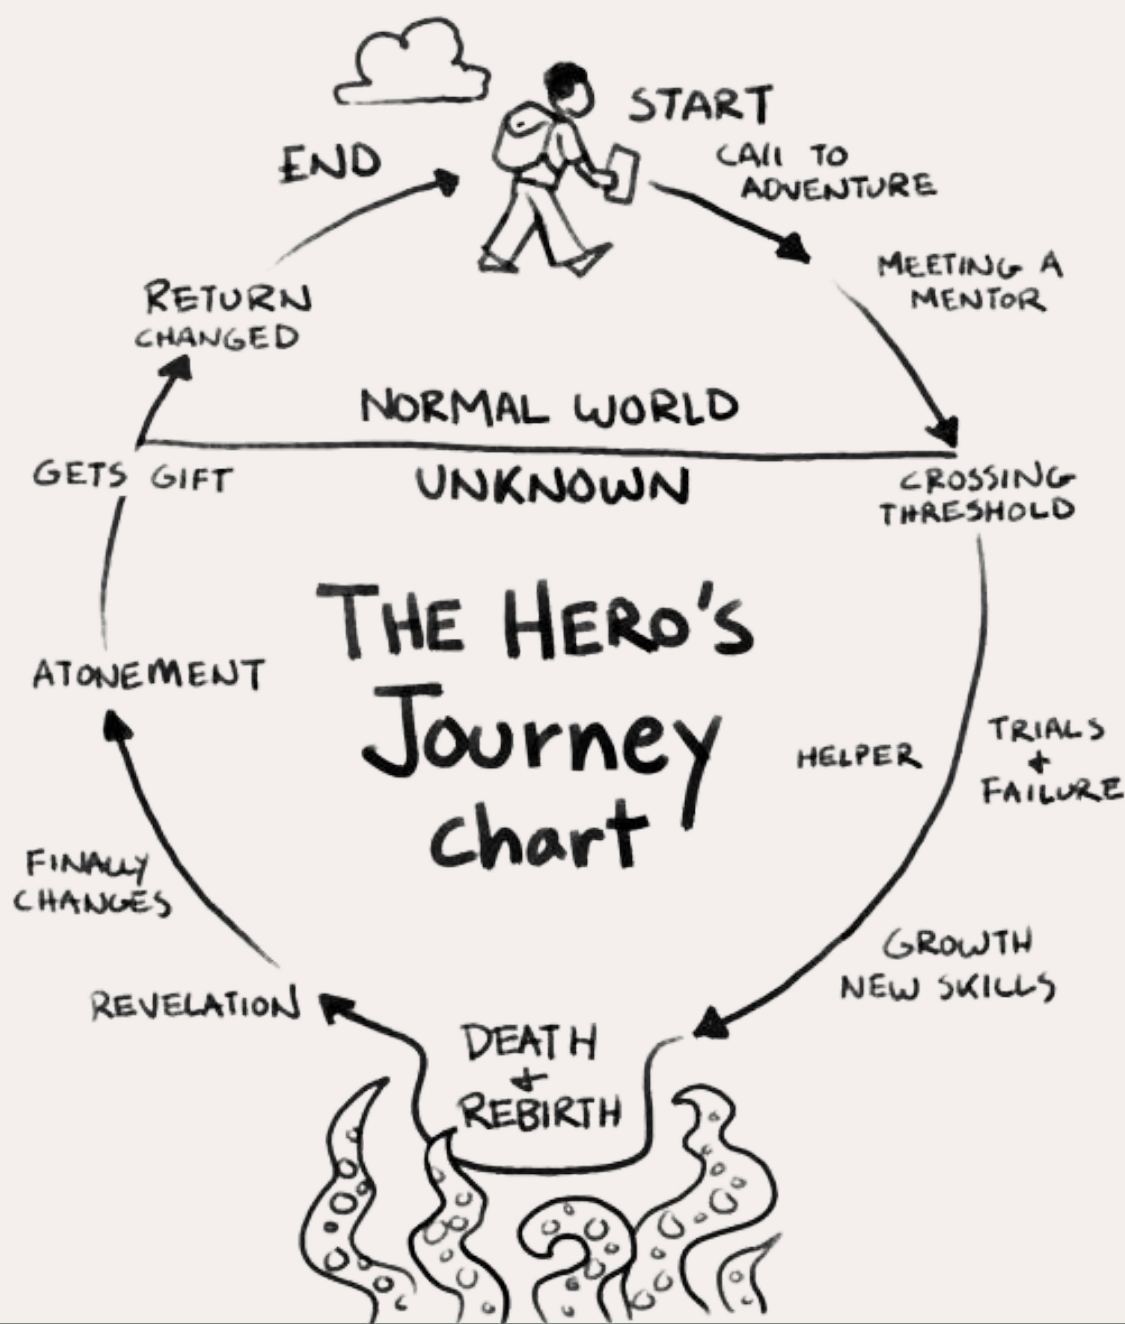 START
CALL TO
ADVENTURE
MEETING A
MENTOR
CROSSING
THRESHOLD
HELPER
TRIALS
+
FAILURE
GROWTH
NEW SKILLS
DEATH
+
REBIRTH
REVELATION
FINALLY
CHANGES
ATONEMENT
GETS GIFT
RETURN
CHANGED
END
NORMAL WORLD
UNKNOWN
THE HERO'S
Journey
chart